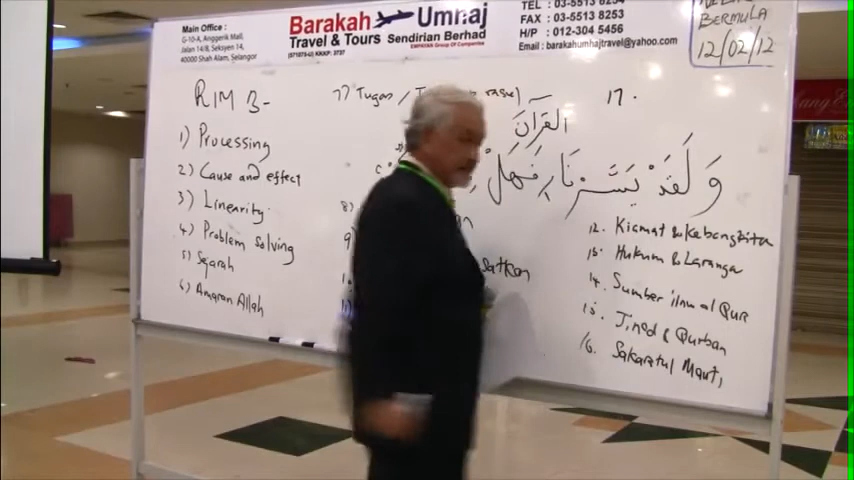 Main Office :
G-10-A, Anggerik Mall,
Jalan 14/8, Seksyen 14,
40000 Shah Alam, Selangor.
Barakah Umhaj
Travel & Tours Sendirian Berhad
TEL : 03-5513 8254
FAX : 03-5513 8253
H/P : 012-304 5456
Email : barakahumhajtravel@yahoo.com
BERMULA
12/02/12
RIM 3-
1) Processing
2) Cause and effect
3) Linearity
4) Problem Solving
5) Sejarah
6) Amaran Allah
7) Tugas /
8)
9)
17.
القرآن
وَلَقَدْ يَسَّرْنَا
فَهَلْ
12. Kiamat & Kebangkitan
13. Hukum & Larangan
14. Sumber ilmu al Qur
15. Jihad & Qurban
16. Sakaratul Maut,